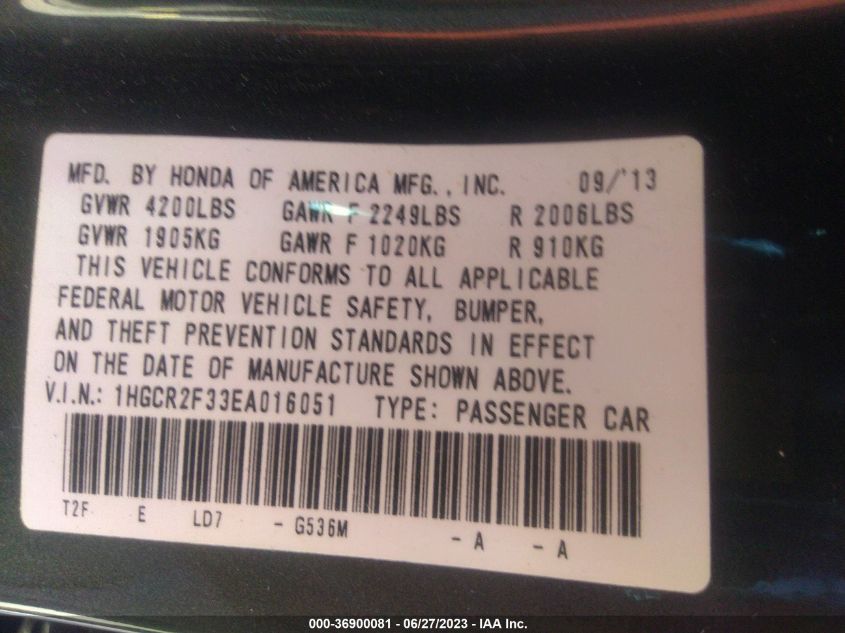 MFD. BY HONDA OF AMERICA MFG., INC. 09/'13
GVWR 4200LBS GAWR F 2249LBS R 2006LBS
GVWR 1905KG GAWR F 1020KG R 910KG
THIS VEHICLE CONFORMS TO ALL APPLICABLE
FEDERAL MOTOR VEHICLE SAFETY, BUMPER,
AND THEFT PREVENTION STANDARDS IN EFFECT
ON THE DATE OF MANUFACTURE SHOWN ABOVE.
V.I.N.: 1HGCR2F33EA016051 TYPE: PASSENGER CAR
T2F E LD7 - G536M - A - A
000-36900081 - 06/27/2023 - IAA Inc.